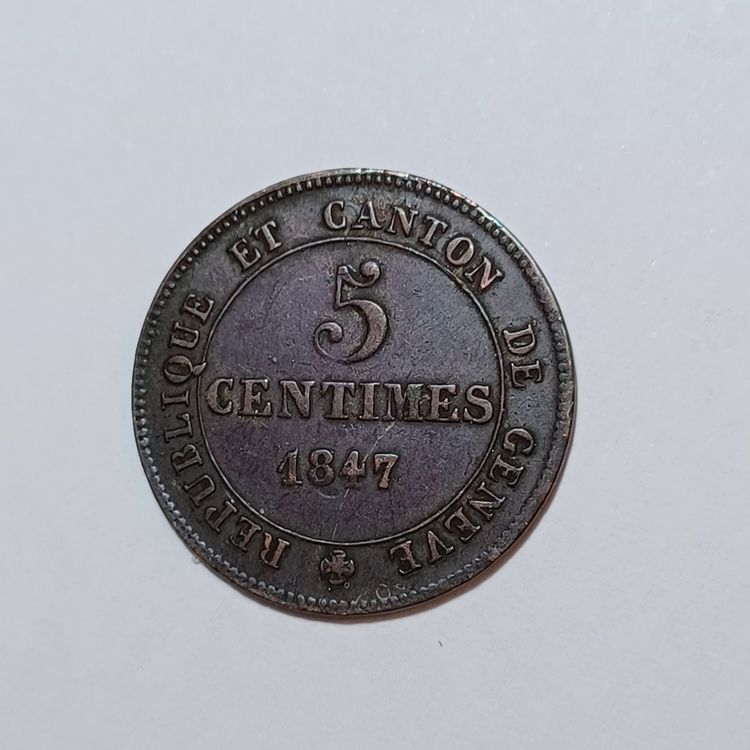 REPUBLIQUE ET CANTON DE GENEVE
5
CENTIMES
1847